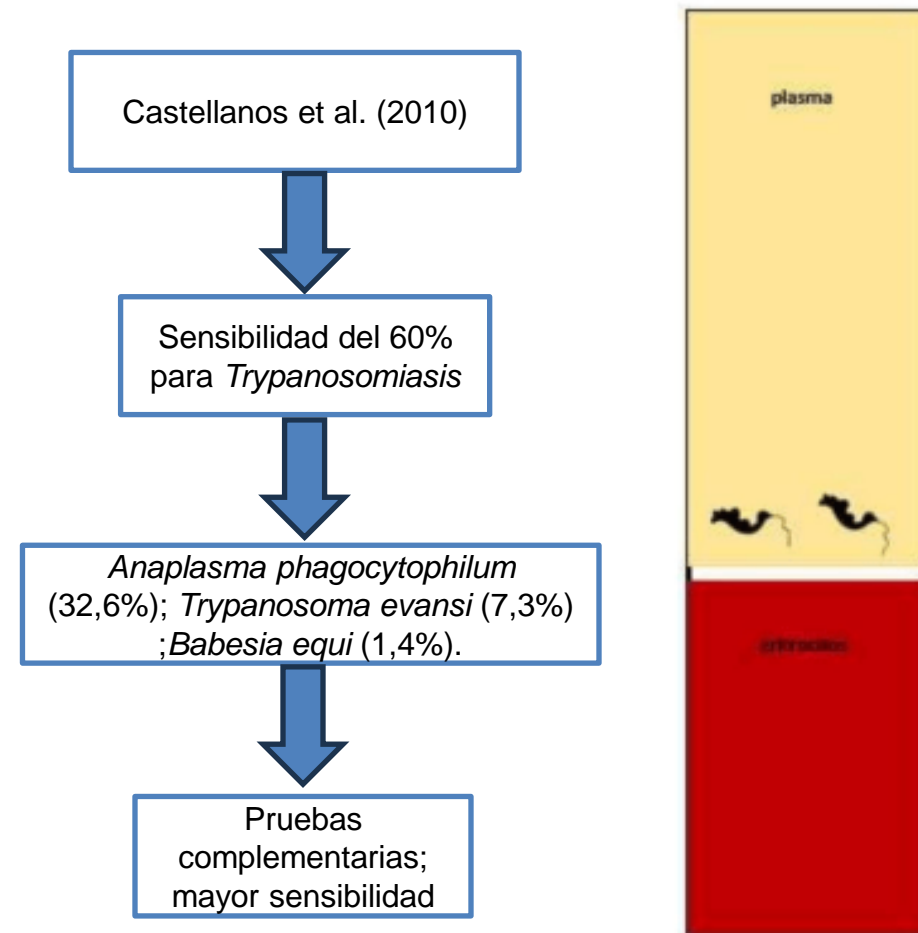 Castellanos et al. (2010)
Sensibilidad del 60%
para Trypanosomiasis
Anaplasma phagocytophilum
(32,6%); Trypanosoma evansi (7,3%)
;Babesia equi (1,4%).
Pruebas
complementarias;
mayor sensibilidad
plasma
eritrocitos